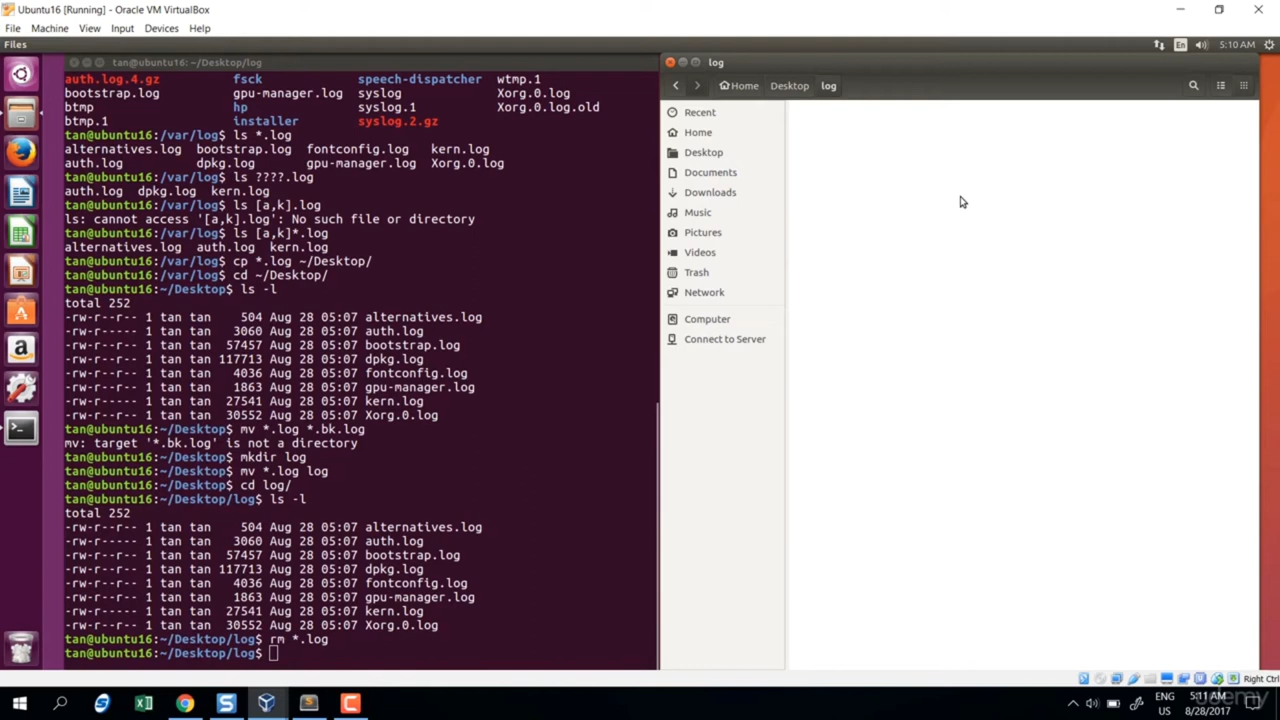 Ubuntu16 [Running] - Oracle VM VirtualBox
File Machine View Input Devices Help
Files
En
5:10 AM
tan@ubuntu16: ~/Desktop/log
auth.log.4.gz fsck speech-dispatcher wtmp.1
bootstrap.log gpu-manager.log syslog Xorg.0.log
btmp hp syslog.1 Xorg.0.log.old
btmp.1 installer syslog.2.gz
tan@ubuntu16:/var/log$ ls *.log
alternatives.log bootstrap.log fontconfig.log kern.log
auth.log dpkg.log gpu-manager.log Xorg.0.log
tan@ubuntu16:/var/log$ ls ????.log
auth.log dpkg.log kern.log
tan@ubuntu16:/var/log$ ls [a,k].log
ls: cannot access '[a,k].log': No such file or directory
tan@ubuntu16:/var/log$ ls [a,k]*.log
alternatives.log auth.log kern.log
tan@ubuntu16:/var/log$ cp *.log ~/Desktop/
tan@ubuntu16:/var/log$ cd ~/Desktop/
tan@ubuntu16:~/Desktop$ ls -l
total 252
-rw-r--r-- 1 tan tan 504 Aug 28 05:07 alternatives.log
-rw-r----- 1 tan tan 3060 Aug 28 05:07 auth.log
-rw-r--r-- 1 tan tan 57457 Aug 28 05:07 bootstrap.log
-rw-r--r-- 1 tan tan 117713 Aug 28 05:07 dpkg.log
-rw-r--r-- 1 tan tan 4036 Aug 28 05:07 fontconfig.log
-rw-r--r-- 1 tan tan 1863 Aug 28 05:07 gpu-manager.log
-rw-r----- 1 tan tan 27541 Aug 28 05:07 kern.log
-rw-r--r-- 1 tan tan 30552 Aug 28 05:07 Xorg.0.log
tan@ubuntu16:~/Desktop$ mv *.log *.bk.log
mv: target '*.bk.log' is not a directory
tan@ubuntu16:~/Desktop$ mkdir log
tan@ubuntu16:~/Desktop$ mv *.log log
tan@ubuntu16:~/Desktop$ cd log/
tan@ubuntu16:~/Desktop/log$ ls -l
total 252
-rw-r--r-- 1 tan tan 504 Aug 28 05:07 alternatives.log
-rw-r----- 1 tan tan 3060 Aug 28 05:07 auth.log
-rw-r--r-- 1 tan tan 57457 Aug 28 05:07 bootstrap.log
-rw-r--r-- 1 tan tan 117713 Aug 28 05:07 dpkg.log
-rw-r--r-- 1 tan tan 4036 Aug 28 05:07 fontconfig.log
-rw-r--r-- 1 tan tan 1863 Aug 28 05:07 gpu-manager.log
-rw-r----- 1 tan tan 27541 Aug 28 05:07 kern.log
-rw-r--r-- 1 tan tan 30552 Aug 28 05:07 Xorg.0.log
tan@ubuntu16:~/Desktop/log$ rm *.log
tan@ubuntu16:~/Desktop/log$
log
Home Desktop log
Recent
Home
Desktop
Documents
Downloads
Music
Pictures
Videos
Trash
Network
Computer
Connect to Server
Right Ctrl
ENG
US
5:11 AM
8/28/2017
Udemy